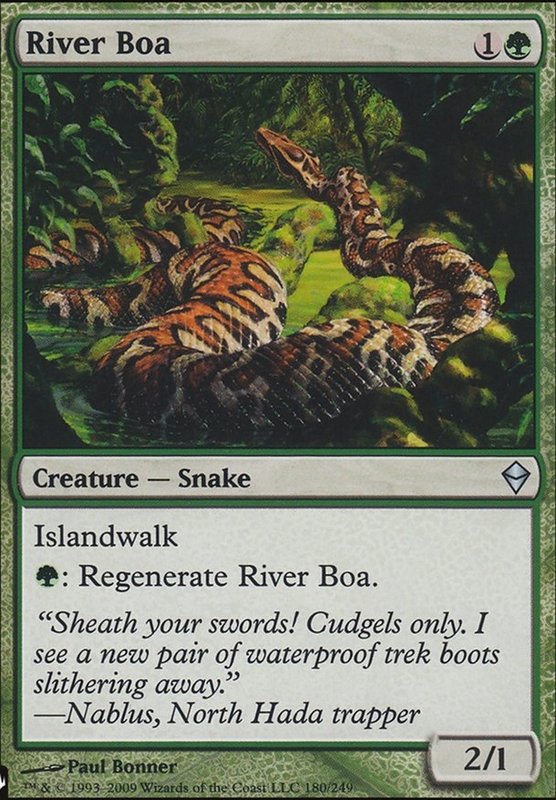 River Boa 1
Creature — Snake
Islandwalk
: Regenerate River Boa.
“Sheath your swords! Cudgels only. I
see a new pair of waterproof trek boots
slithering away.”
—Nablus, North Hada trapper
2/1
Paul Bonner
™ & © 1993–2009 Wizards of the Coast LLC 180/249